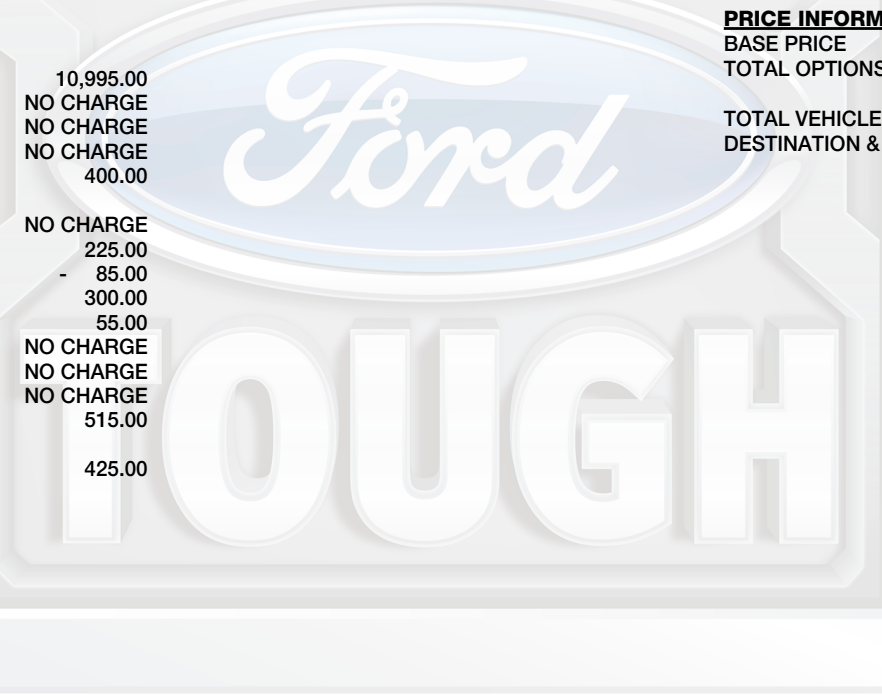 10,995.00
NO CHARGE
NO CHARGE
NO CHARGE
400.00
NO CHARGE
225.00
- 85.00
300.00
55.00
NO CHARGE
NO CHARGE
NO CHARGE
515.00
425.00
PRICE INFORM
BASE PRICE
TOTAL OPTIONS
TOTAL VEHICLE
DESTINATION &
Ford
TOUGH